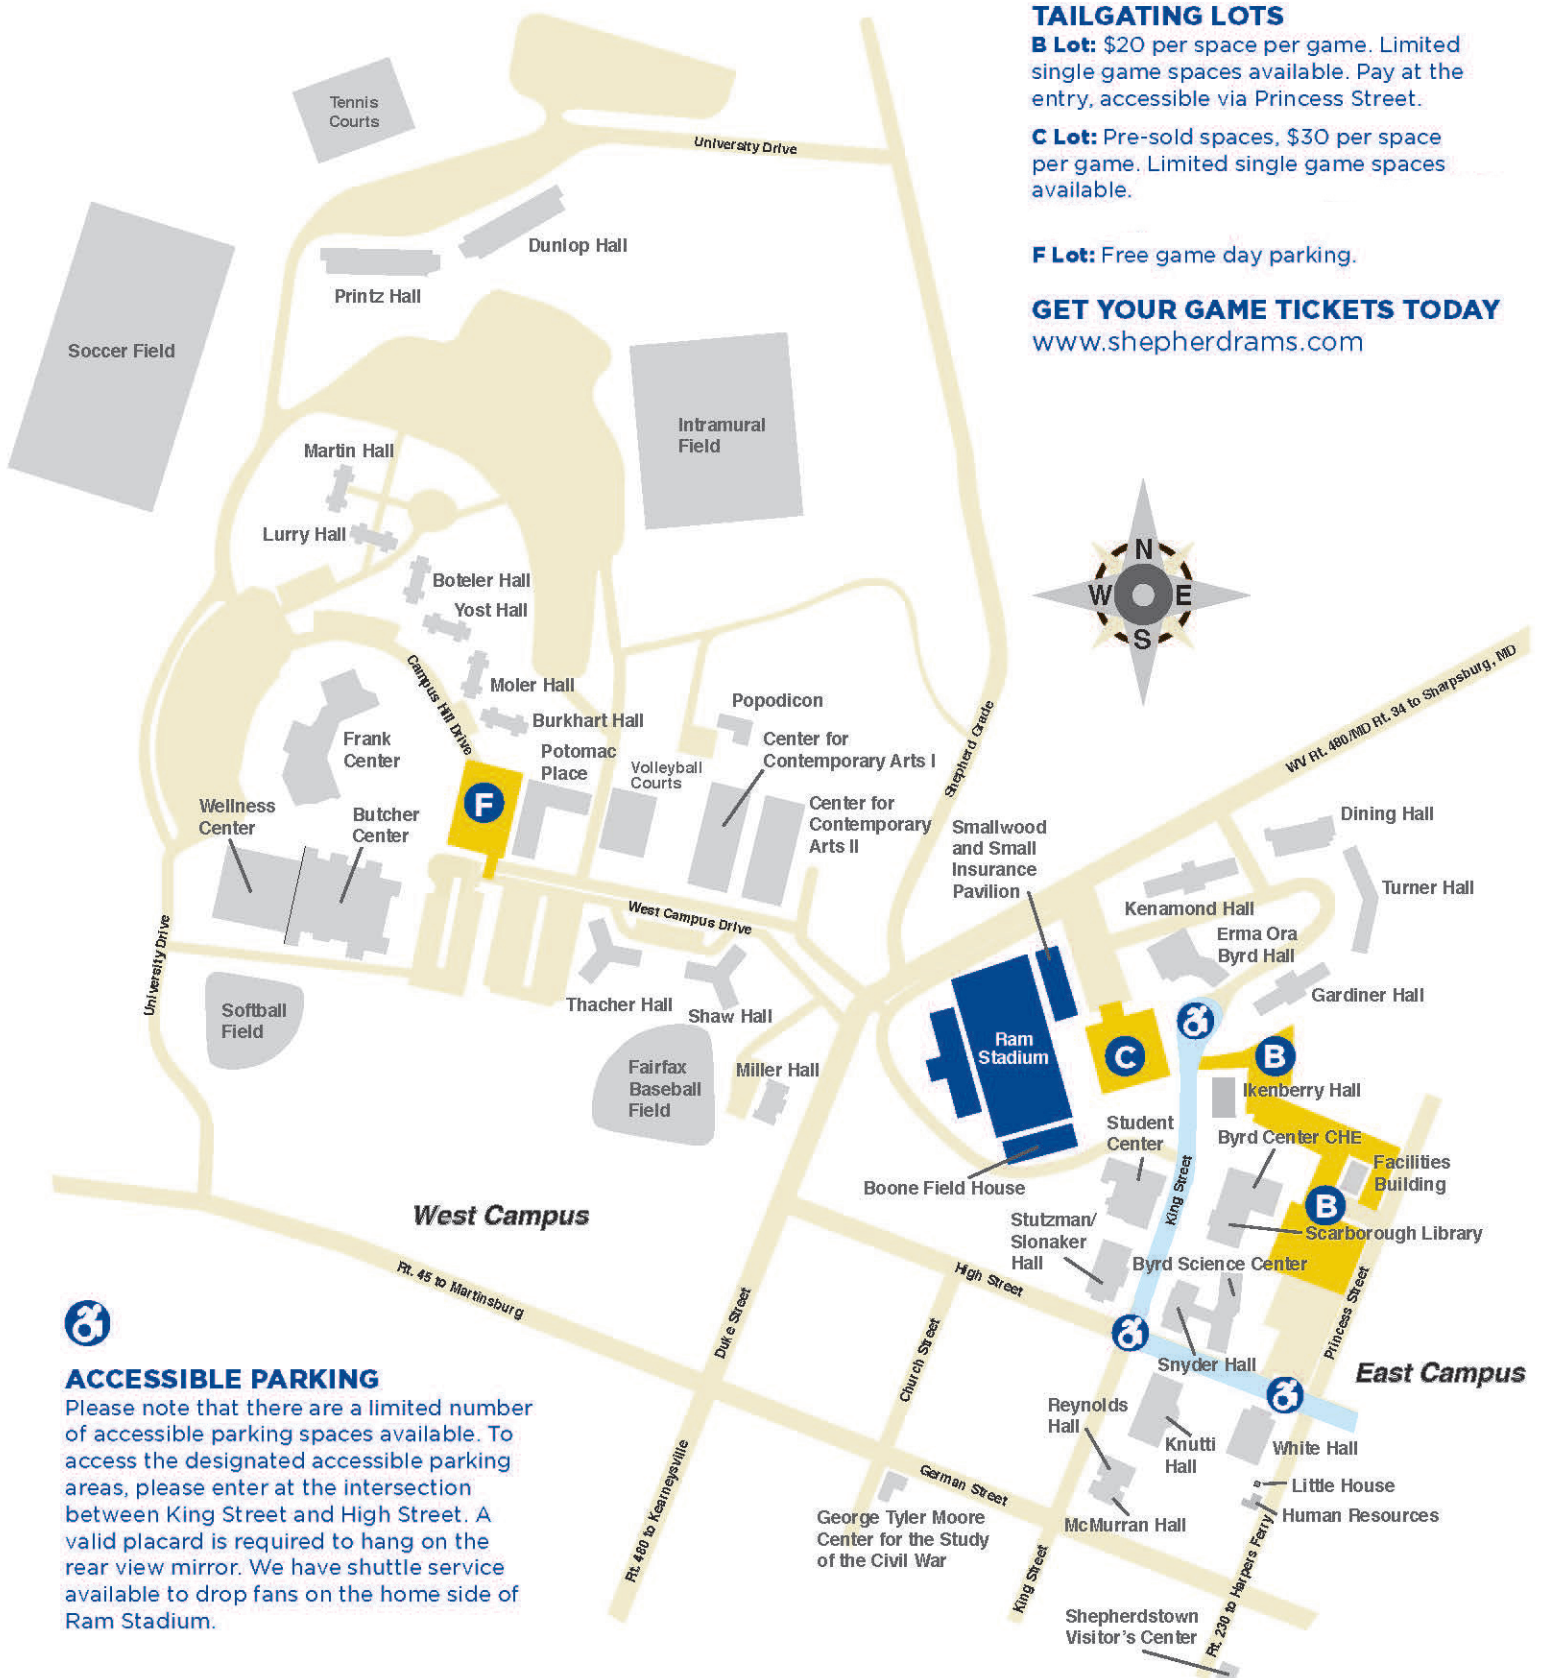 TAILGATING LOTS
B Lot: $20 per space per game. Limited
single game spaces available. Pay at the
entry, accessible via Princess Street.
C Lot: Pre-sold spaces, $30 per space
per game. Limited single game spaces
available.
F Lot: Free game day parking.
GET YOUR GAME TICKETS TODAY
www.shepherdrams.com
Tennis
Courts
University Drive
Dunlop Hall
Printz Hall
Soccer Field
Intramural
Field
Martin Hall
Lurry Hall
Boteler Hall
Yost Hall
Campus Hill Drive
Moler Hall
Burkhart Hall
Popodicon
Frank
Center
Potomac
Place
Volleyball
Courts
Center for
Contemporary Arts I
Shepherd Grade
N
W
E
S
WV Rt. 480/MD Rt. 34 to Sharpsburg, MD
Wellness
Center
Butcher
Center
F
Center for
Contemporary
Arts II
Smallwood
and Small
Insurance
Pavilion
Dining Hall
Turner Hall
Kenamond Hall
Erma Ora
Byrd Hall
Gardiner Hall
West Campus Drive
University Drive
Softball
Field
Thacher Hall
Shaw Hall
Fairfax
Baseball
Field
Miller Hall
Ram
Stadium
C
B
Ikenberry Hall
Student
Center
Byrd Center CHE
Facilities
Building
Boone Field House
King Street
B
Stutzman/
Slonaker
Hall
Scarborough Library
Byrd Science Center
West Campus
High Street
Rt. 45 to Martinsburg
Duke Street
Church Street
Princess Street
Snyder Hall
East Campus
Reynolds
Hall
Knutti
Hall
White Hall
Little House
Human Resources
McMurran Hall
German Street
George Tyler Moore
Center for the Study
of the Civil War
Rt. 480 to Kearneysville
King Street
Rt. 230 to Harpers Ferry
Shepherdstown
Visitor's Center
ACCESSIBLE PARKING
Please note that there are a limited number
of accessible parking spaces available. To
access the designated accessible parking
areas, please enter at the intersection
between King Street and High Street. A
valid placard is required to hang on the
rear view mirror. We have shuttle service
available to drop fans on the home side of
Ram Stadium.